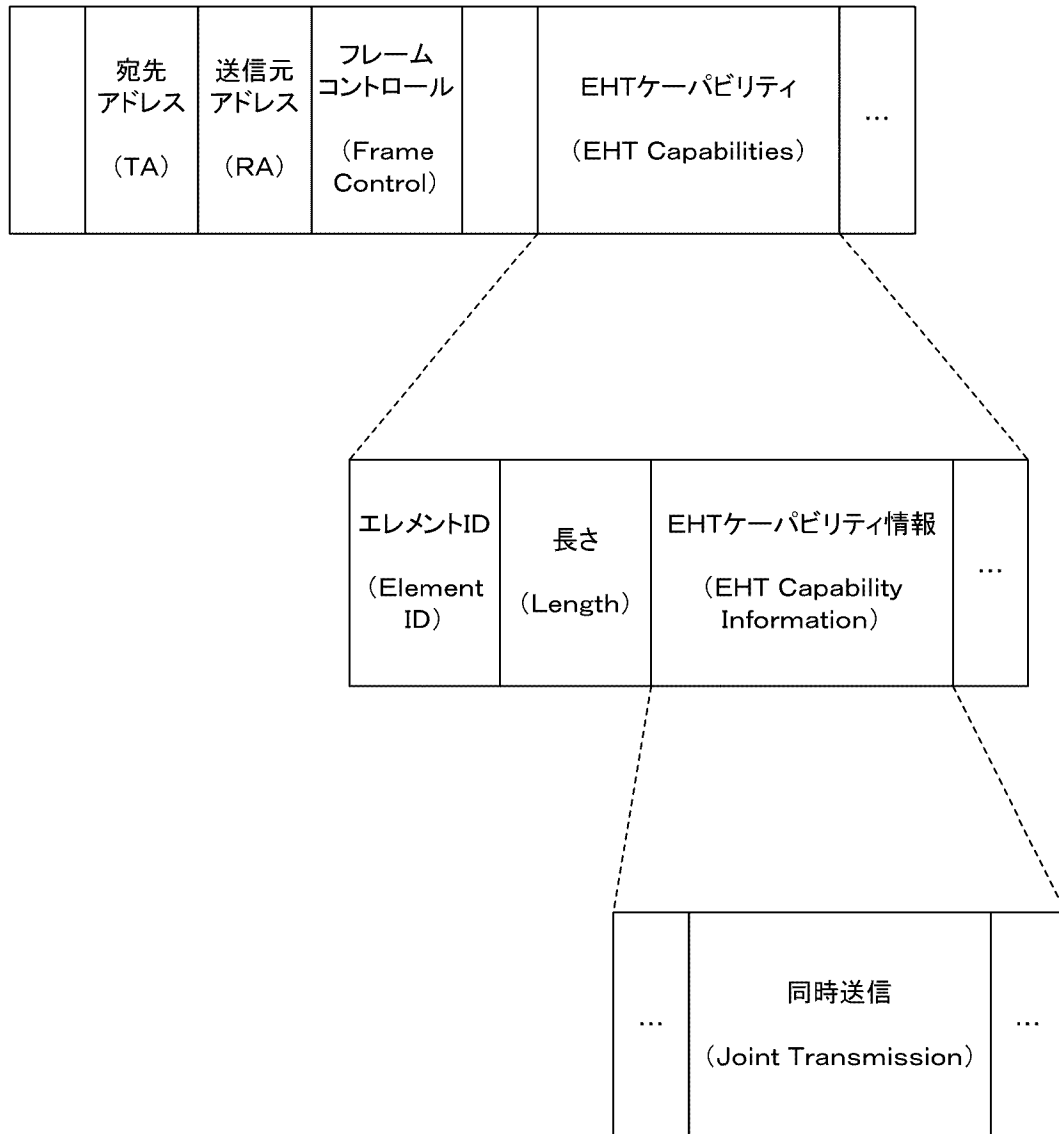 宛先
アドレス
（TA）
送信元
アドレス
（RA）
フレーム
コントロール
（Frame
Control）
EHTケーパビリティ
（EHT Capabilities）
…
エレメントID
（Element
ID）
長さ
（Length）
EHTケーパビリティ情報
（EHT Capability
Information）
…
…
同時送信
（Joint Transmission）
…